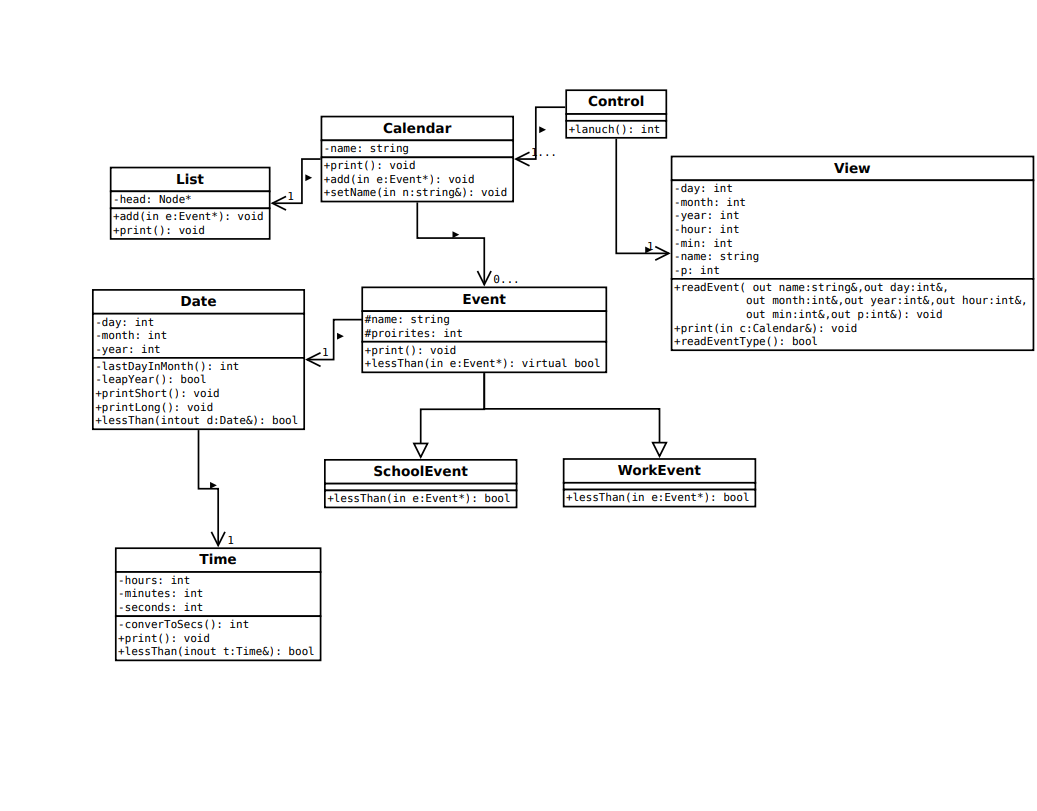 Control
+lanuch(): int
Calendar
-name: string
+print(): void
+add(in e:Event*): void
+setName(in n:string&): void
1...
List
-head: Node*
+add(in e:Event*): void
+print(): void
1
View
-day: int
-month: int
-year: int
-hour: int
-min: int
-name: string
-p: int
+readEvent( out name:string&,out day:int&,
out month:int&,out year:int&,out hour:int&,
out min:int&,out p:int&): void
+print(in c:Calendar&): void
+readEventType(): bool
1
0...
Event
#name: string
#proirites: int
+print(): void
+lessThan(in e:Event*): virtual bool
Date
-day: int
-month: int
-year: int
-lastDayInMonth(): int
-leapYear(): bool
+printShort(): void
+printLong(): void
+lessThan(intout d:Date&): bool
1
SchoolEvent
+lessThan(in e:Event*): bool
WorkEvent
+lessThan(in e:Event*): bool
1
Time
-hours: int
-minutes: int
-seconds: int
-converToSecs(): int
+print(): void
+lessThan(inout t:Time&): bool